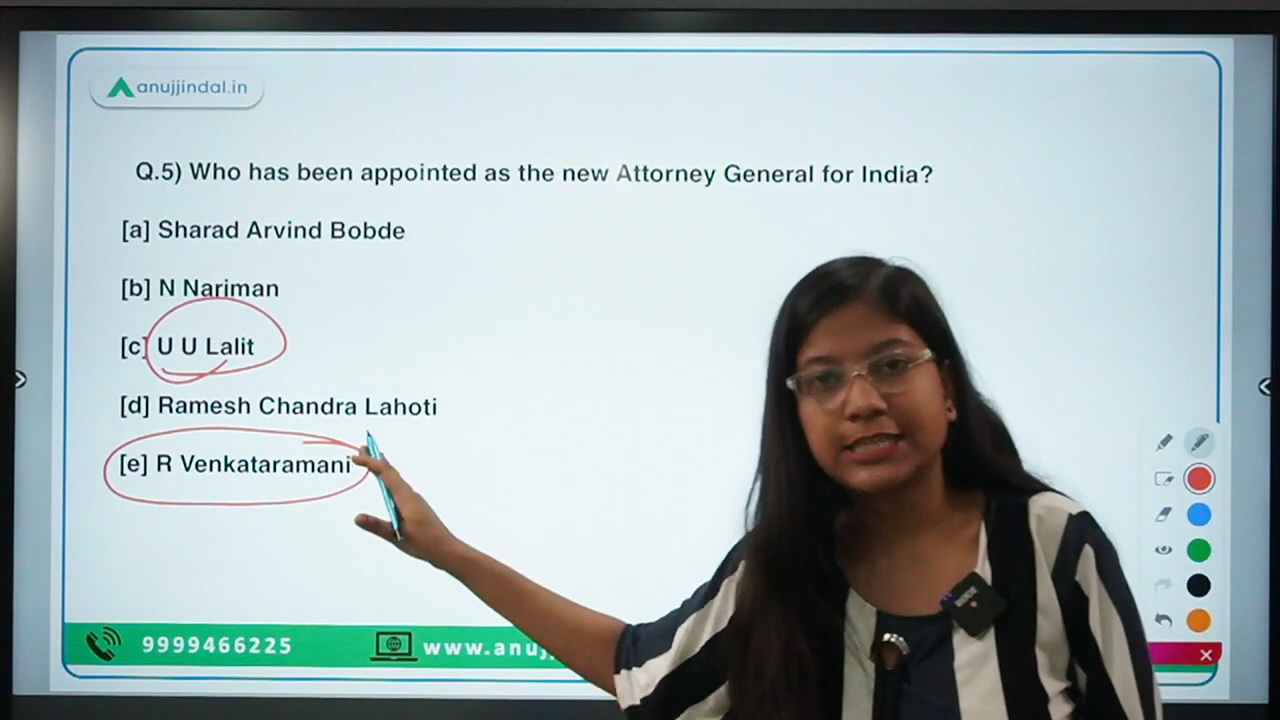 anujjindal.in
Q.5) Who has been appointed as the new Attorney General for India?
[a] Sharad Arvind Bobde
[b] N Nariman
[c] U U Lalit
[d] Ramesh Chandra Lahoti
[e] R Venkataramani
9999466225
www.anujj